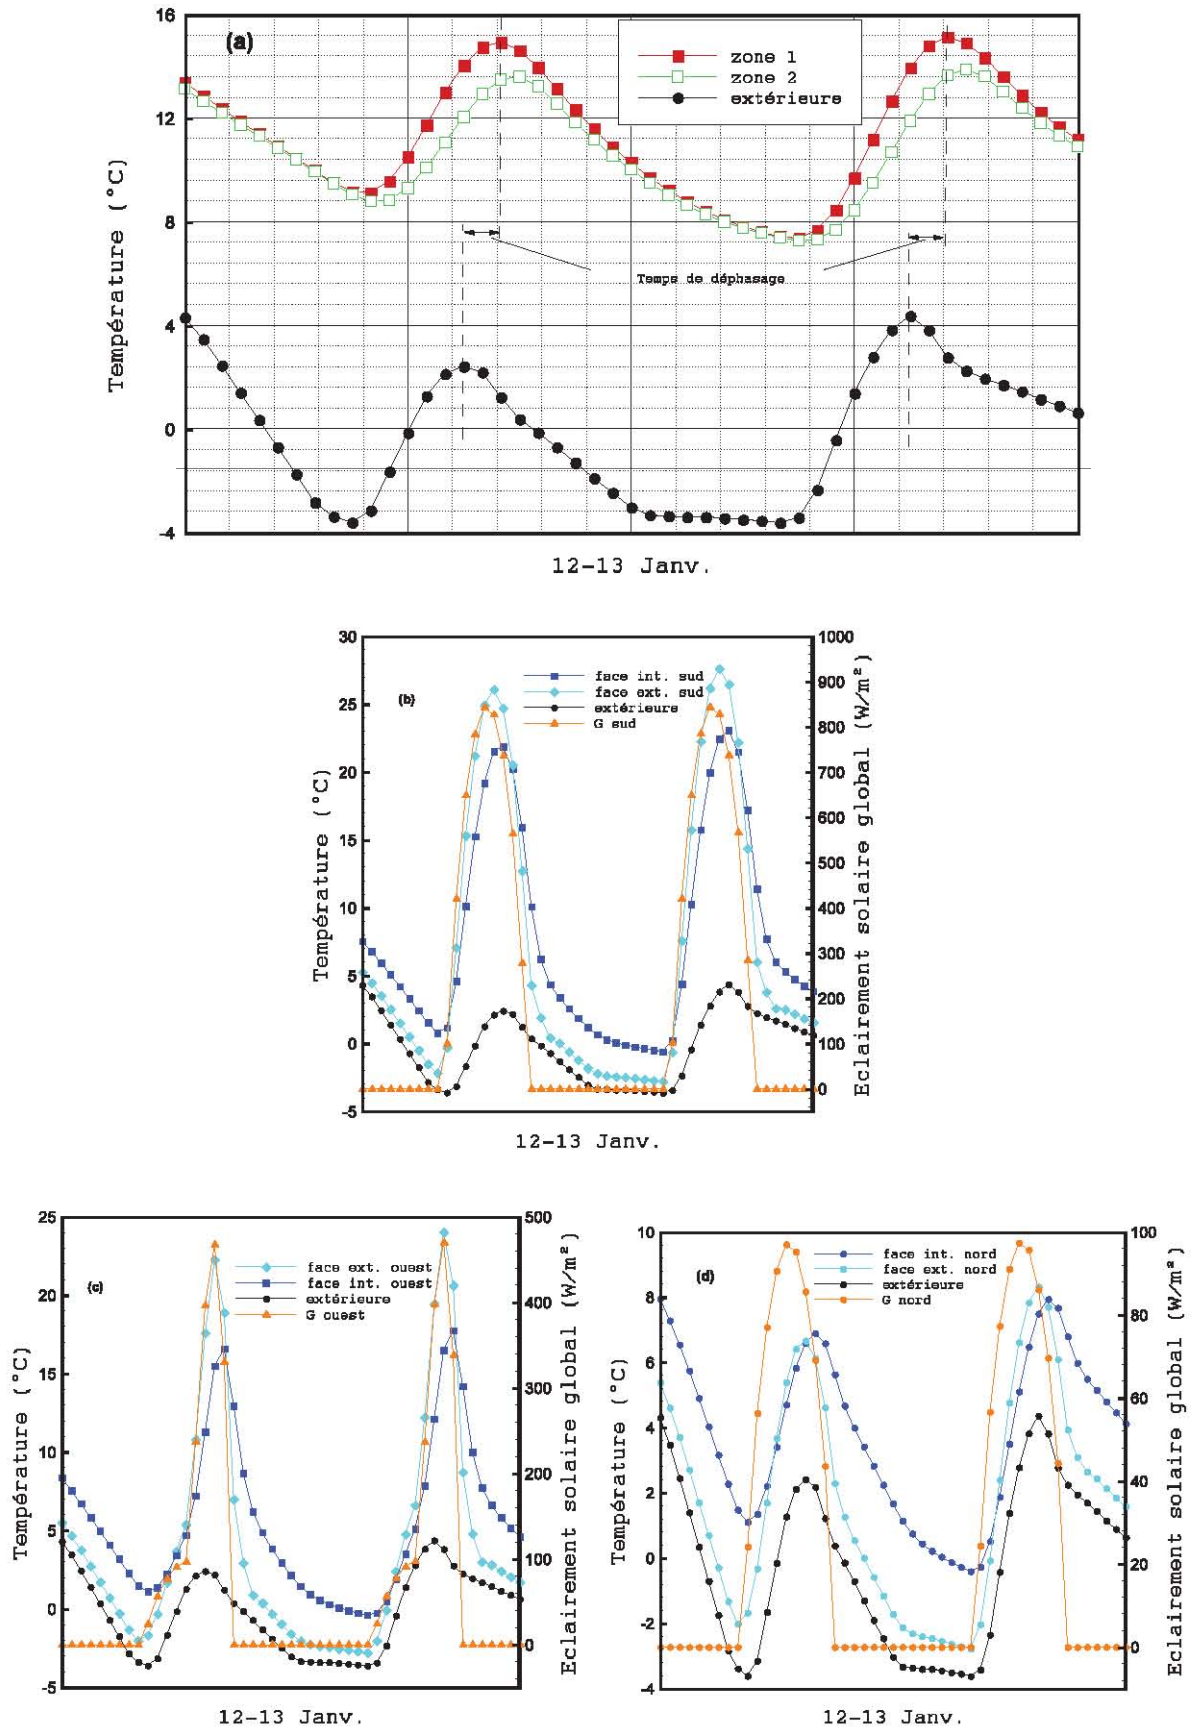 (a)
16
12
8
4
0
-4
Température (°C)
zone 1
zone 2
extérieure
Temps de déphasage
12-13 Janv.
(b)
30
25
20
15
10
5
0
-5
Température (°C)
face int. sud
face ext. sud
extérieure
G sud
1000
900
800
700
600
500
400
300
200
100
0
Eclairement solaire global (W/m²)
12-13 Janv.
(c)
25
20
15
10
5
0
-5
Température (°C)
face ext. ouest
face int. ouest
extérieure
G ouest
500
400
300
200
100
0
Eclairement solaire global (W/m²)
12-13 Janv.
(d)
10
8
6
4
2
0
-2
-4
Température (°C)
face int. nord
face ext. nord
extérieure
G nord
100
80
60
40
20
0
Eclairement solaire global (W/m²)
12-13 Janv.